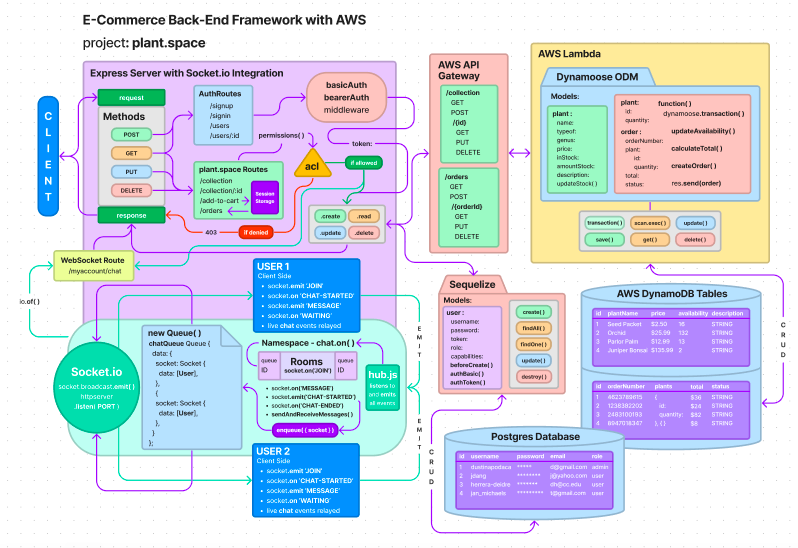 E-Commerce Back-End Framework with AWS
project: plant.space
Express Server with Socket.io Integration
CLIENT
request
Methods
POST
GET
PUT
DELETE
response
AuthRoutes
/signup
/signin
/users
/users/:id
basicAuth
bearerAuth
middleware
permissions( )
token:
plant.space Routes
/collection
/collection/:id
/add-to-cart
/orders
Session
Storage
acl
if allowed
403
if denied
.create
.read
.update
.delete
WebSocket Route
/myaccount/chat
io.of( )
AWS API
Gateway
/collection
GET
POST
/{id}
GET
PUT
DELETE
/orders
GET
POST
/{orderId}
GET
PUT
DELETE
AWS Lambda
Dynamoose ODM
Models:
plant :
name:
typeof:
genus:
price:
inStock:
amountStock:
description:
updateStock( )
plant: function( )
id: dynamoose.transaction( )
quantity:
order : updateAvailability( )
orderNumber:
plant: calculateTotal( )
id:
quantity: createOrder( )
total:
status: res.send(order)
transaction( )
scan.exec( )
update( )
save( )
get( )
delete( )
AWS DynamoDB Tables
id plantName price availability description
1 Seed Packet $2.50 18 STRING
2 Orchid $25.99 132 STRING
3 Parlor Palm $12.99 13 STRING
4 Juniper Bonsai $135.99 2 STRING
id orderNumber plants total status
1 4623789615 { $36 STRING
2 1238382202 id: $24 STRING
3 2463100193 quantity: $82 STRING
4 8947018347 }, { } $8 STRING
CRUD
Sequelize
Models:
user :
username:
password:
token:
role:
capabilities:
beforeCreate( )
authBasic( )
authToken( )
create( )
findAll( )
findOne( )
update( )
destroy( )
CRUD
Postgres Database
id username password email role
1 dustinapodaca ***** d@gmail.com admin
2 jdang ******** j@yahoo.com user
3 herrera-deidre ****** dh@cc.edu user
4 jan_michaels ******** t@gmail.com user
USER 1
Client Side
• socket.emit 'JOIN'
• socket.on 'CHAT-STARTED'
• socket.emit 'MESSAGE'
• socket.on 'WAITING'
• live chat events relayed
EMIT
Socket.io
socket broadcast.emit( )
httpserver
.listen( PORT )
new Queue( )
chatQueue Queue {
data: {
socket: Socket {
data: [User],
},
{
socket: Socket {
data: [User],
},
}
};
Namespace - chat.on( )
queue
ID
Rooms
socket.on('JOIN')
queue
ID
• socket.on('MESSAGE')
• socket.emit('CHAT-STARTED')
• socket.on('CHAT-ENDED')
• sendAndReceiveMessages( )
enqueue( { socket } )
hub.js
listens to
and emits
all events
EMIT
USER 2
Client Side
• socket.emit 'JOIN'
• socket.on 'CHAT-STARTED'
• socket.emit 'MESSAGE'
• socket.on 'WAITING'
• live chat events relayed